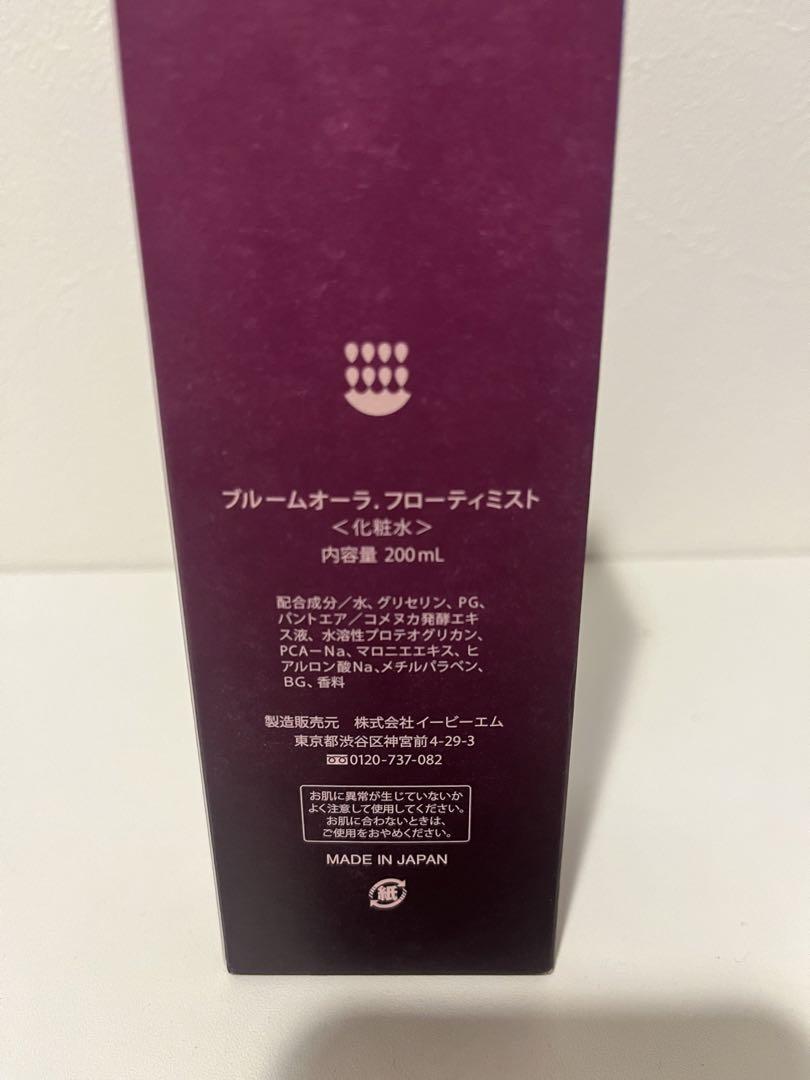 ブルームオーラ.フローティミスト
＜化粧水＞
内容量 200mL
配合成分／水、グリセリン、PG、
パントエア／コメヌカ発酵エキ
ス液、水溶性プロテオグリカン、
PCA－Na、マロニエエキス、ヒ
アルロン酸Na、メチルパラベン、
BG、香料
製造販売元　株式会社イービーエム
東京都渋谷区神宮前4-29-3
0120-737-082
お肌に異常が生じていないか
よく注意して使用してください。
お肌に合わないときは、
ご使用をおやめください。
MADE IN JAPAN
紙